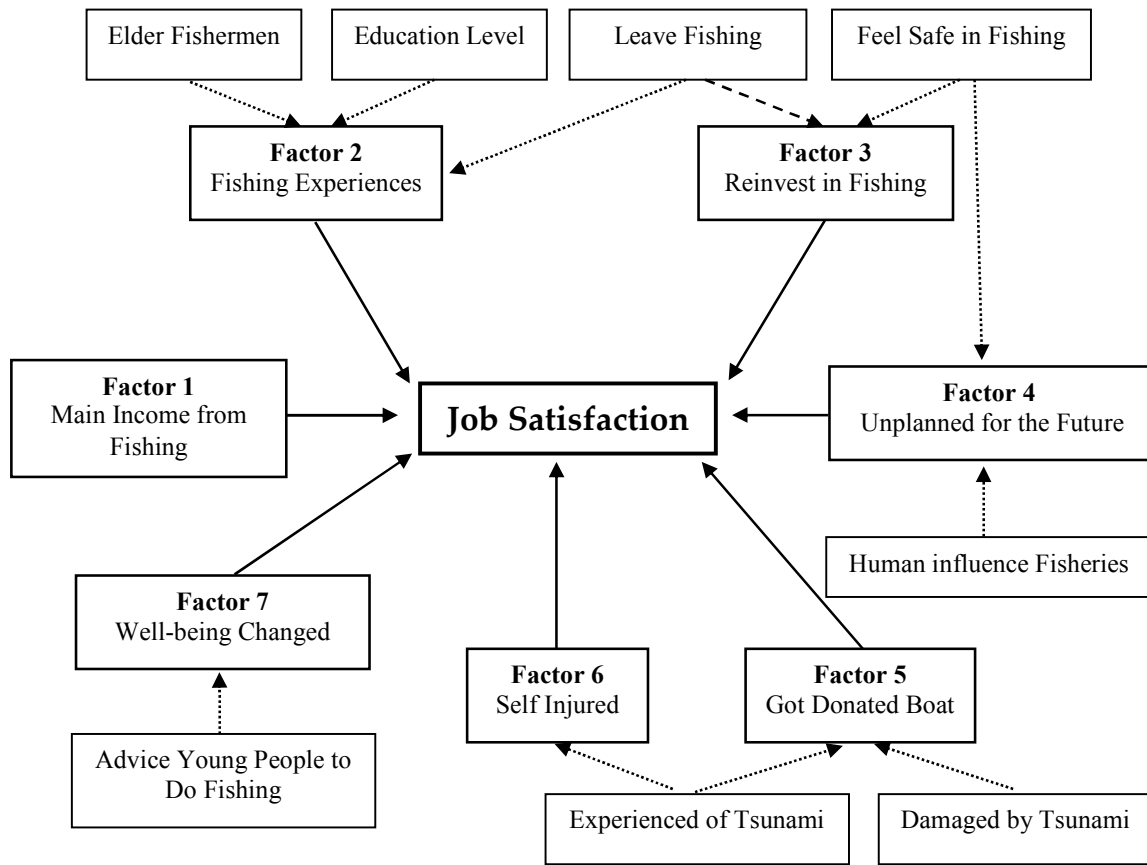 Elder Fishermen
Education Level
Leave Fishing
Feel Safe in Fishing
Factor 2
Fishing Experiences
Factor 3
Reinvest in Fishing
Factor 1
Main Income from
Fishing
Job Satisfaction
Factor 4
Unplanned for the Future
Human influence Fisheries
Factor 7
Well-being Changed
Factor 6
Self Injured
Factor 5
Got Donated Boat
Advice Young People to
Do Fishing
Experienced of Tsunami
Damaged by Tsunami